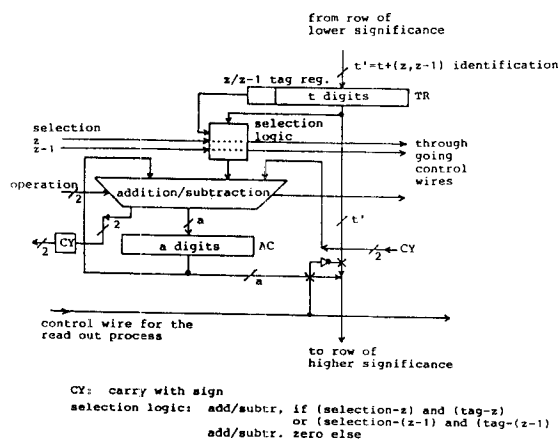 from row of
lower significance
t'=t+(z,z-1) identification
z/z-1 tag reg.
t digits
TR
selection
logic
selection
z
z-1
through
going
control
wires
operation
2
addition/subtraction
a
2
t'
2
CY
a digits
AC
2
CY
a
control wire for the
read out process
to row of
higher significance
CY: carry with sign
selection logic: add/subtr, if (selection-z) and (tag-z)
or (selection-(z-1) and (tag-(z-1)
add/subtr. zero else